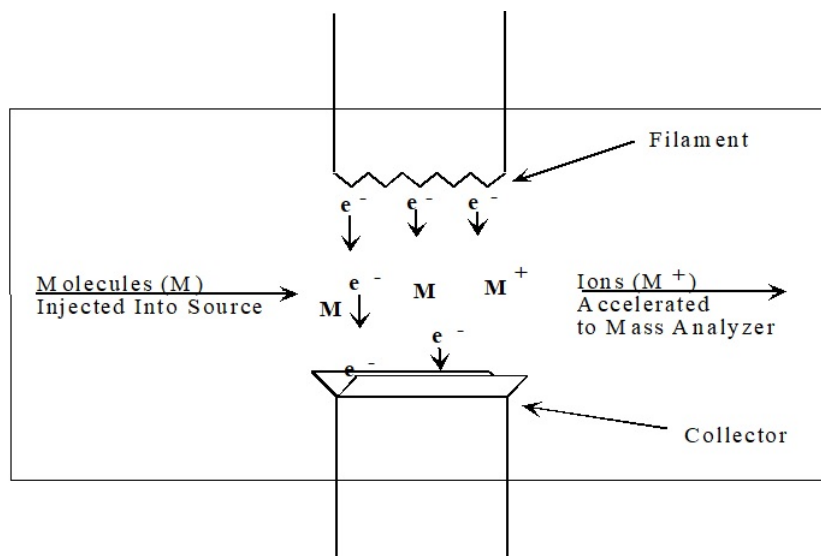 Filament
e - e - e -
Molecules (M)
Injected Into Source
e -
M
M
M +
Ions (M +)
Accelerated
to Mass Analyzer
e -
e -
Collector